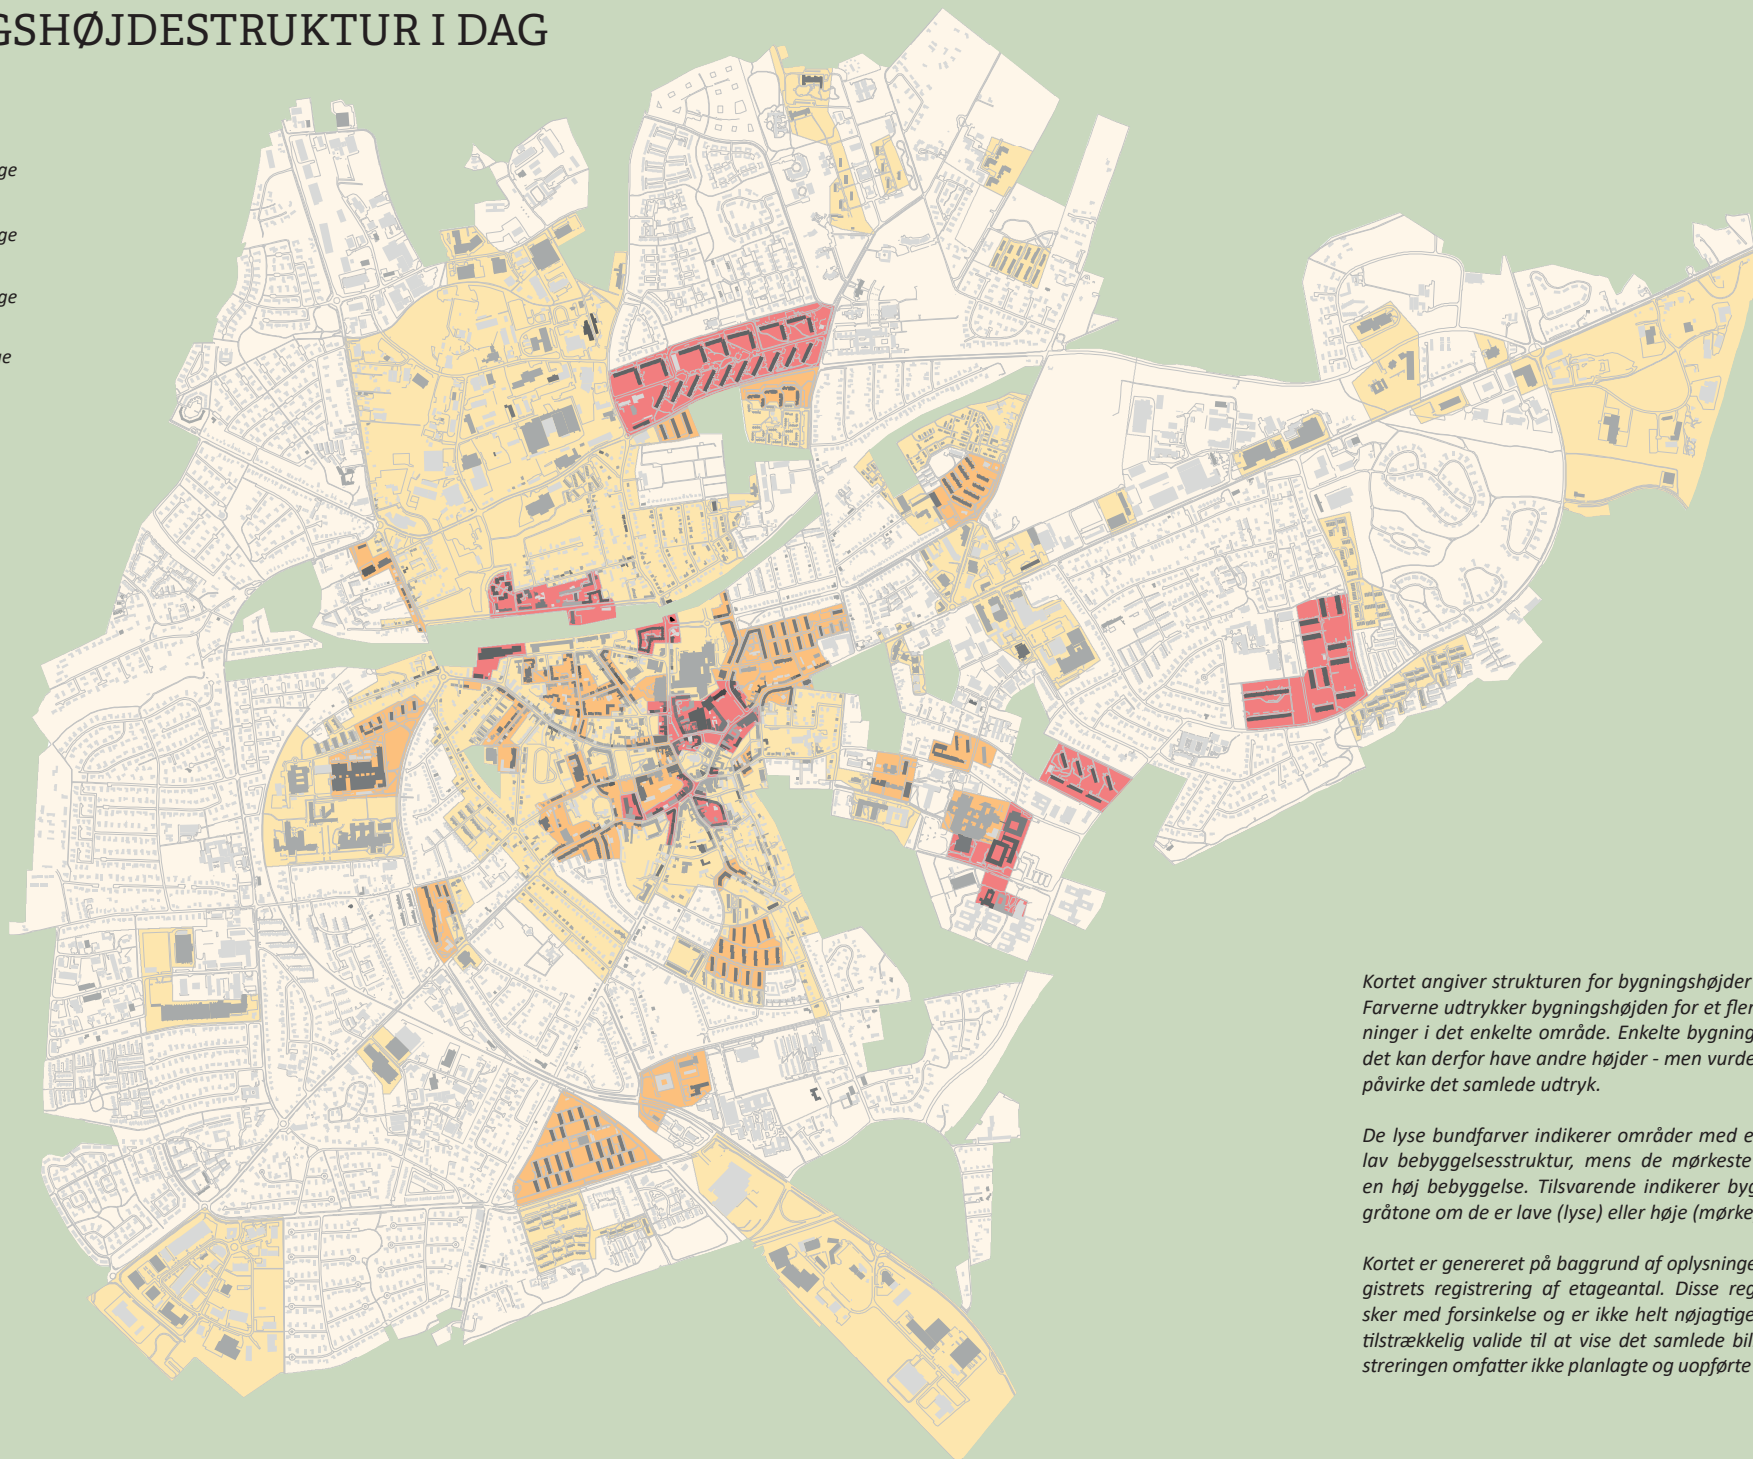 GSHØJDESTRUKTUR I DAG
ge
ge
ge
ge
Kortet angiver strukturen for bygningshøjder
Farverne udtrykker bygningshøjden for et fler
ninger i det enkelte område. Enkelte bygning
det kan derfor have andre højder - men vurde
påvirke det samlede udtryk.
De lyse bundfarver indikerer områder med e
lav bebyggelsesstruktur, mens de mørkeste
en høj bebyggelse. Tilsvarende indikerer byg
gråtone om de er lave (lyse) eller høje (mørke
Kortet er genereret på baggrund af oplysninge
gistrets registrering af etageantal. Disse reg
sker med forsinkelse og er ikke helt nøjagtige
tilstrækkelig valide til at vise det samlede bil
streringen omfatter ikke planlagte og uopførte